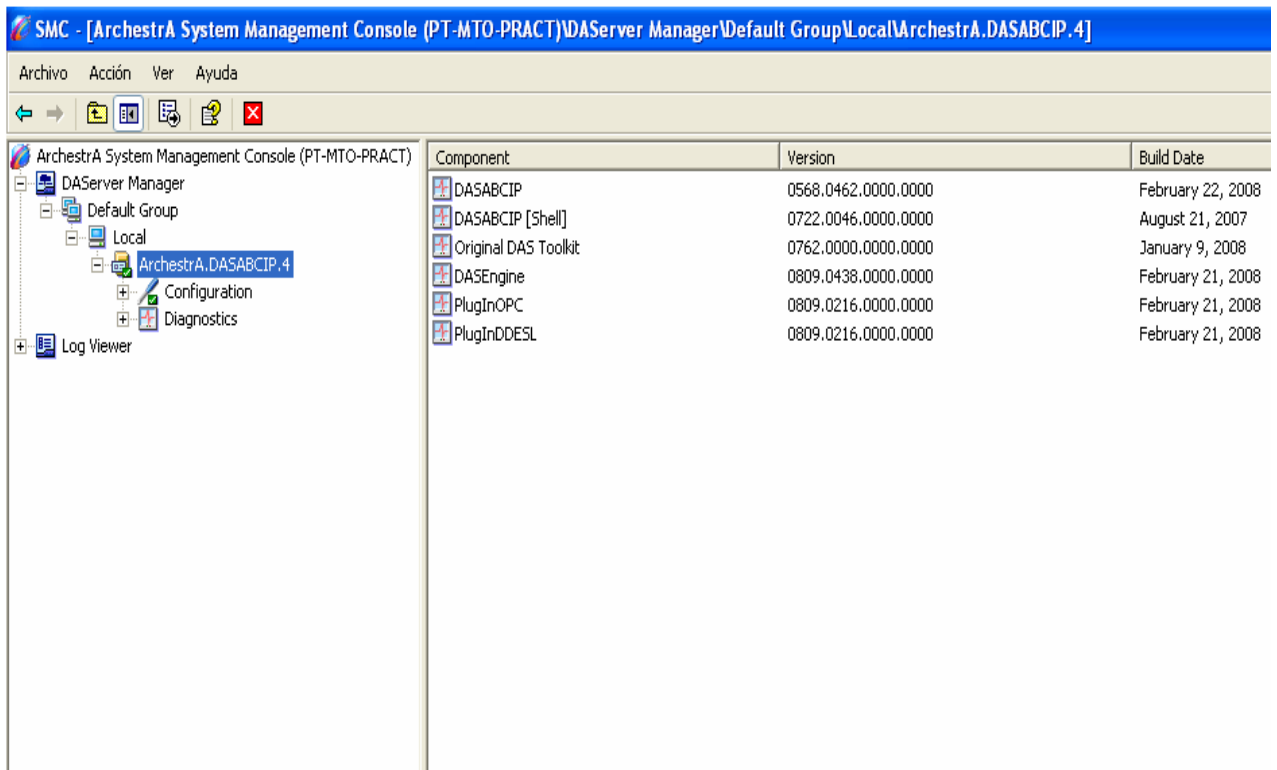 SMC - [ArchestrA System Management Console (PT-MTO-PRACT)\DAServer Manager\Default Group\Local\ArchestrA.DASABCIP.4]
Archivo Acción Ver Ayuda
ArchestrA System Management Console (PT-MTO-PRACT)
DAServer Manager
Default Group
Local
ArchestrA.DASABCIP.4
Configuration
Diagnostics
Log Viewer
Component Version Build Date
DASABCIP 0568.0462.0000.0000 February 22, 2008
DASABCIP [Shell] 0722.0046.0000.0000 August 21, 2007
Original DAS Toolkit 0762.0000.0000.0000 January 9, 2008
DASEngine 0809.0438.0000.0000 February 21, 2008
PlugInOPC 0809.0216.0000.0000 February 21, 2008
PlugInDDESL 0809.0216.0000.0000 February 21, 2008